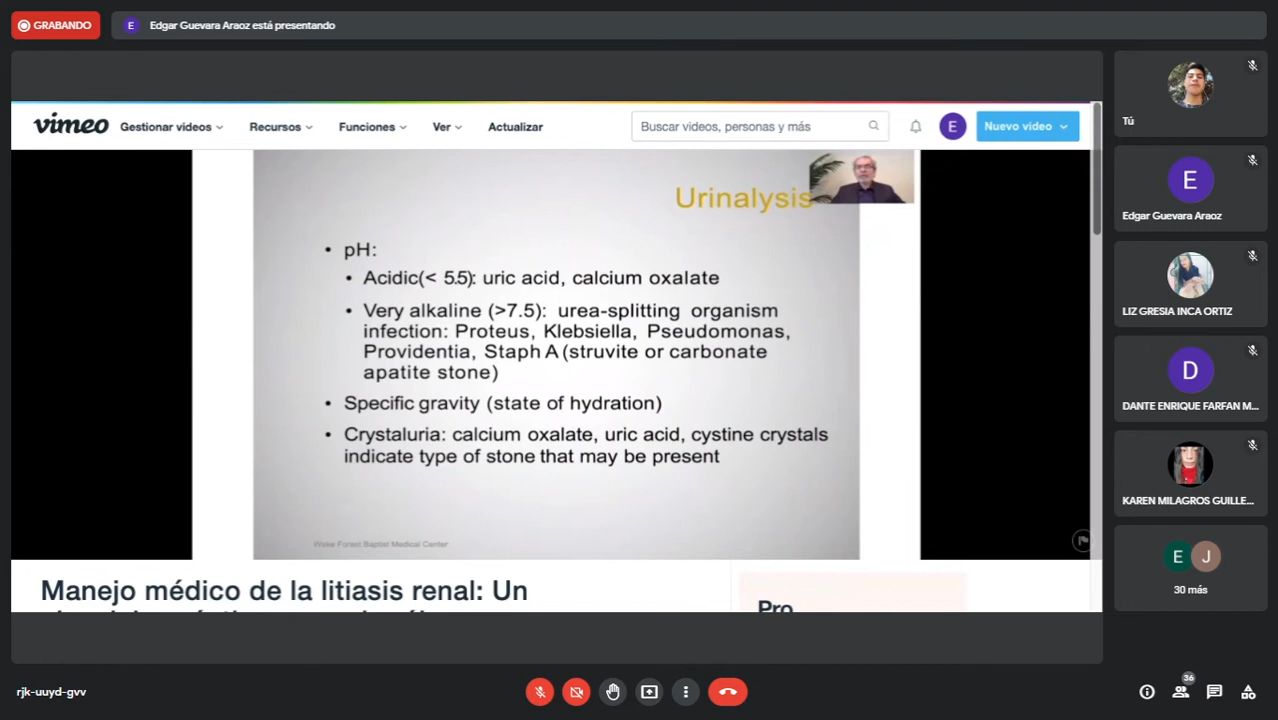 GRABANDO
E
Edgar Guevara Araoz está presentando
vimeo
Gestionar videos
Recursos
Funciones
Ver
Actualizar
Buscar videos, personas y más
E
Nuevo video
Urinalysis
• pH:
• Acidic(< 5.5): uric acid, calcium oxalate
• Very alkaline (>7.5): urea-splitting organism
infection: Proteus, Klebsiella, Pseudomonas,
Providentia, Staph A (struvite or carbonate
apatite stone)
• Specific gravity (state of hydration)
• Crystaluria: calcium oxalate, uric acid, cystine crystals
indicate type of stone that may be present
Wake Forest Baptist Medical Center
Manejo médico de la litiasis renal: Un
Pro
Tú
E
Edgar Guevara Araoz
LIZ GRESIA INCA ORTIZ
D
DANTE ENRIQUE FARFAN M...
KAREN MILAGROS GUILLE...
E
J
30 más
rjk-uuyd-gvv
36